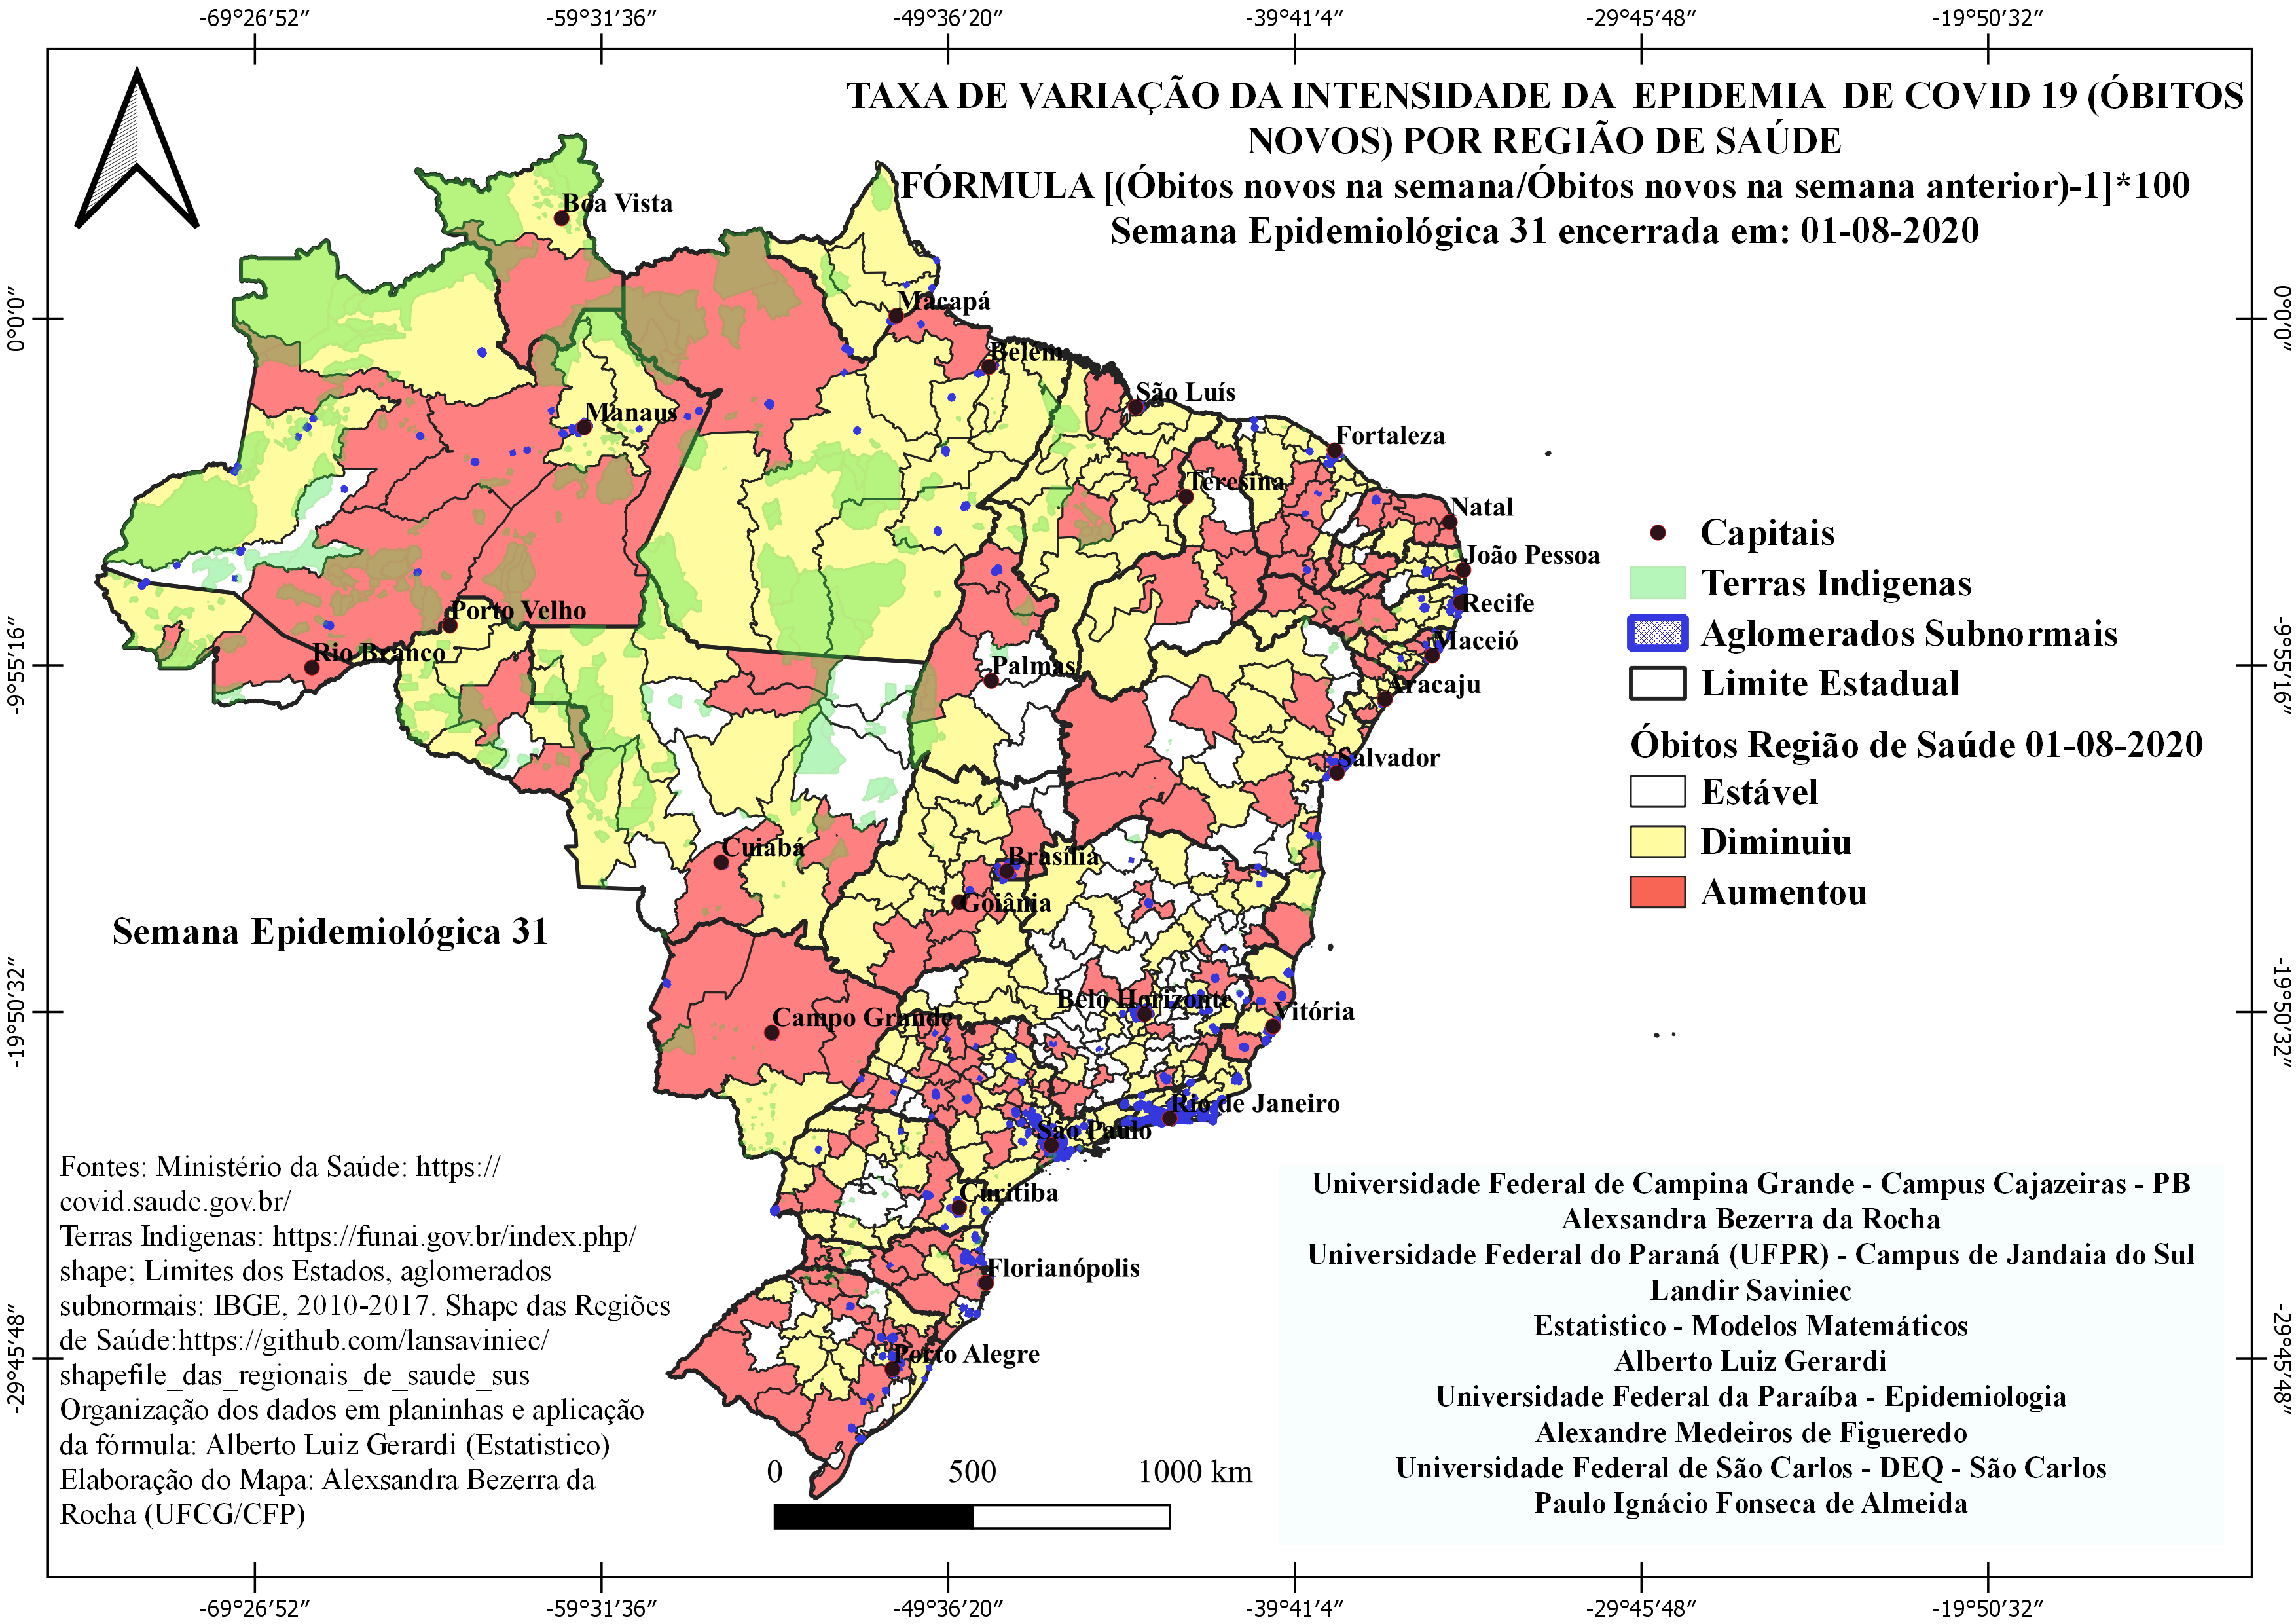 -69°26′52″ -59°31′36″ -49°36′20″ -39°41′4″ -29°45′48″ -19°50′32″
TAXA DE VARIAÇÃO DA INTENSIDADE DA EPIDEMIA DE COVID 19 (ÓBITOS
NOVOS) POR REGIÃO DE SAÚDE
FÓRMULA [(Óbitos novos na semana/Óbitos novos na semana anterior)-1]*100
Semana Epidemiológica 31 encerrada em: 01-08-2020
0°0′0″
-9°55′16″
-19°50′32″
-29°45′48″
0°0′0″
-9°55′16″
-19°50′32″
-29°45′48″
Boa Vista
Macapá
Belém
São Luís
Manaus
Fortaleza
Teresina
Natal
João Pessoa
Recife
Porto Velho
Maceió
Rio Branco
Palmas
Aracaju
Salvador
Cuiabá
Brasília
Goiânia
Belo Horizonte
Vitória
Campo Grande
Rio de Janeiro
São Paulo
Curitiba
Florianópolis
Porto Alegre
Capitais
Terras Indigenas
Aglomerados Subnormais
Limite Estadual
Óbitos Região de Saúde 01-08-2020
Estável
Diminuiu
Aumentou
Semana Epidemiológica 31
Fontes: Ministério da Saúde: https://
covid.saude.gov.br/
Terras Indigenas: https://funai.gov.br/index.php/
shape; Limites dos Estados, aglomerados
subnormais: IBGE, 2010-2017. Shape das Regiões
de Saúde:https://github.com/lansaviniec/
shapefile_das_regionais_de_saude_sus
Organização dos dados em planinhas e aplicação
da fórmula: Alberto Luiz Gerardi (Estatistico)
Elaboração do Mapa: Alexsandra Bezerra da
Rocha (UFCG/CFP)
0 500 1000 km
Universidade Federal de Campina Grande - Campus Cajazeiras - PB
Alexsandra Bezerra da Rocha
Universidade Federal do Paraná (UFPR) - Campus de Jandaia do Sul
Landir Saviniec
Estatistico - Modelos Matemáticos
Alberto Luiz Gerardi
Universidade Federal da Paraíba - Epidemiologia
Alexandre Medeiros de Figueredo
Universidade Federal de São Carlos - DEQ - São Carlos
Paulo Ignácio Fonseca de Almeida
-69°26′52″ -59°31′36″ -49°36′20″ -39°41′4″ -29°45′48″ -19°50′32″